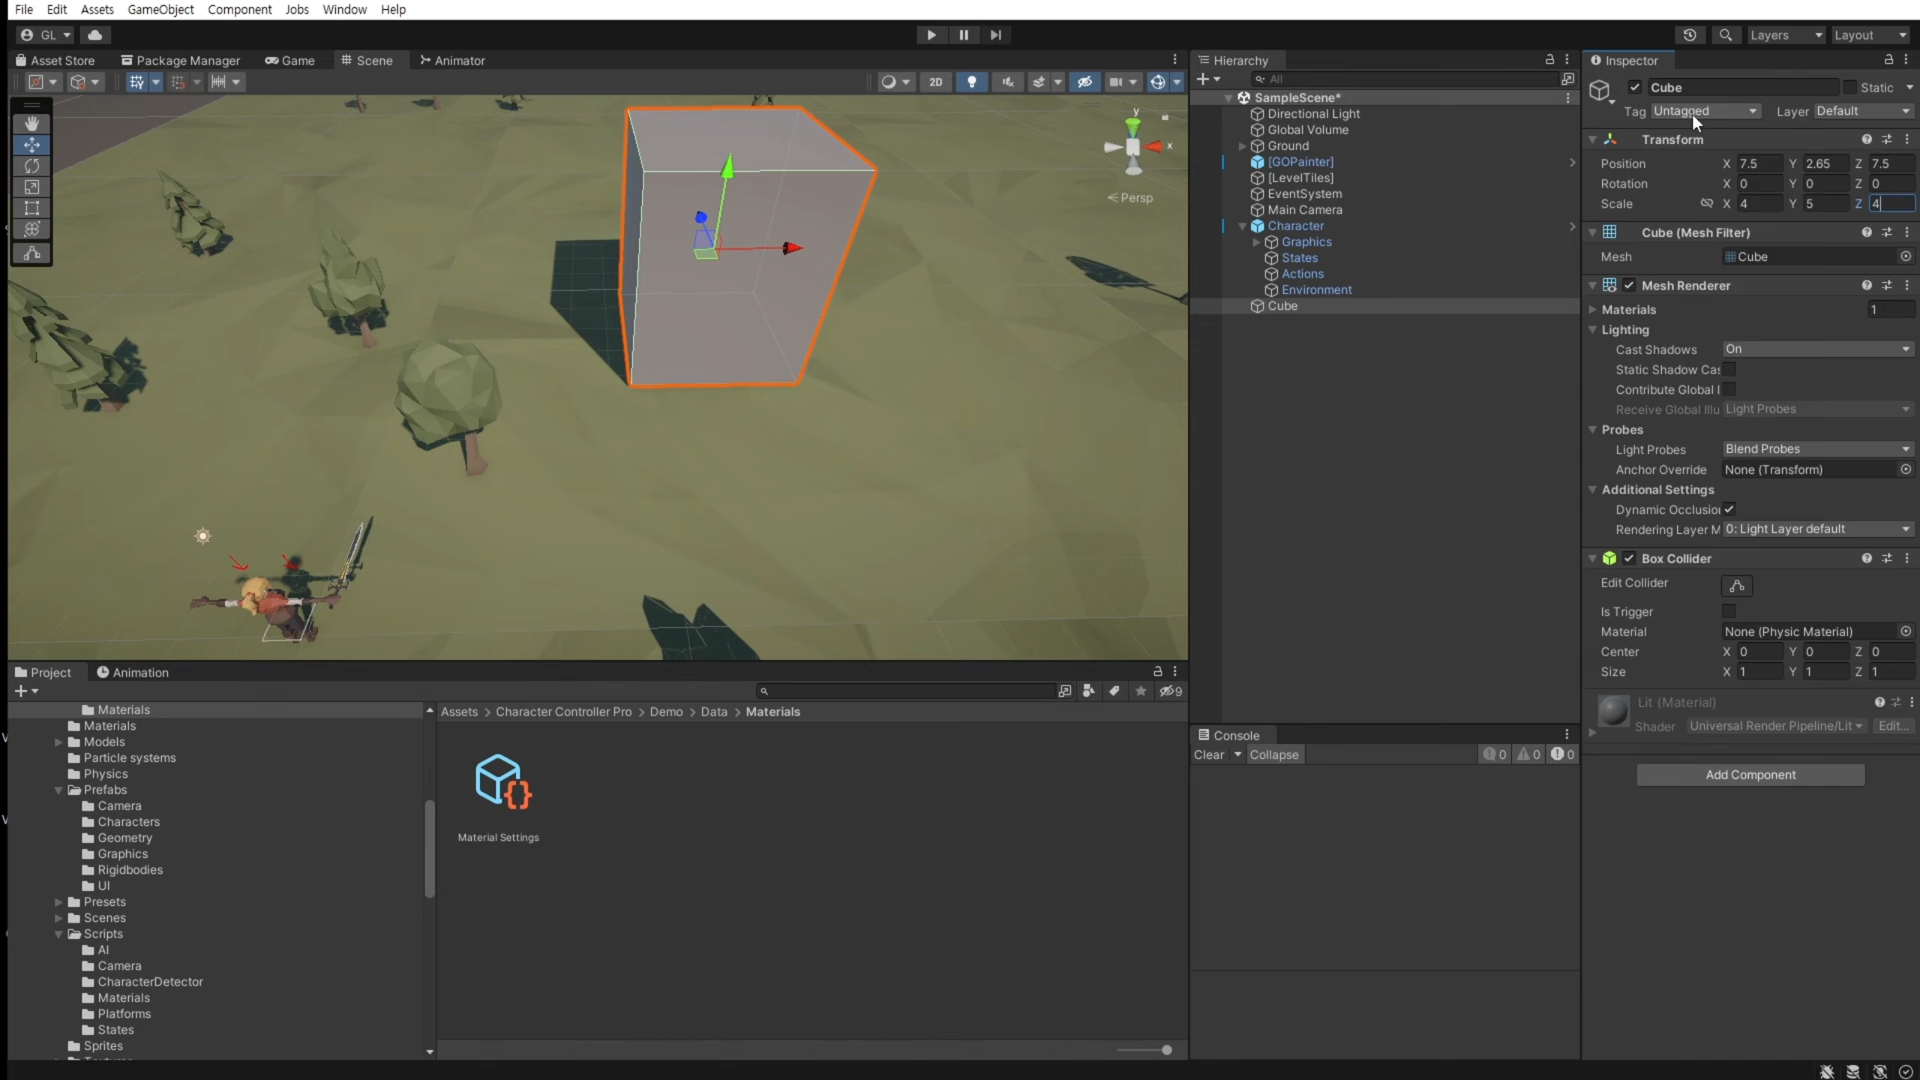 File Edit Assets GameObject Component Jobs Window Help
GL
Layers Layout
Asset Store Package Manager Game Scene Animator
2D
y
x
Persp
Hierarchy
All
SampleScene*
Directional Light
Global Volume
Ground
[GOPainter]
[LevelTiles]
EventSystem
Main Camera
Character
Graphics
States
Actions
Environment
Cube
Inspector
Cube Static
Tag Untagged Layer Default
Transform
Position X 7.5 Y 2.65 Z 7.5
Rotation X 0 Y 0 Z 0
Scale X 4 Y 5 Z 4
Cube (Mesh Filter)
Mesh Cube
Mesh Renderer
Materials 1
Lighting
Cast Shadows On
Static Shadow Cas
Contribute Global I
Receive Global Illu Light Probes
Probes
Light Probes Blend Probes
Anchor Override None (Transform)
Additional Settings
Dynamic Occlusion
Rendering Layer M 0: Light Layer default
Box Collider
Edit Collider
Is Trigger
Material None (Physic Material)
Center X 0 Y 0 Z 0
Size X 1 Y 1 Z 1
Lit (Material)
Shader Universal Render Pipeline/Lit Edit...
Add Component
Project Animation
9
Materials
Materials
Models
Particle systems
Physics
Prefabs
Camera
Characters
Geometry
Graphics
Rigidbodies
UI
Presets
Scenes
Scripts
AI
Camera
CharacterDetector
Materials
Platforms
States
Sprites
Assets > Character Controller Pro > Demo > Data > Materials
{}
Material Settings
Console
Clear Collapse 0 0 0